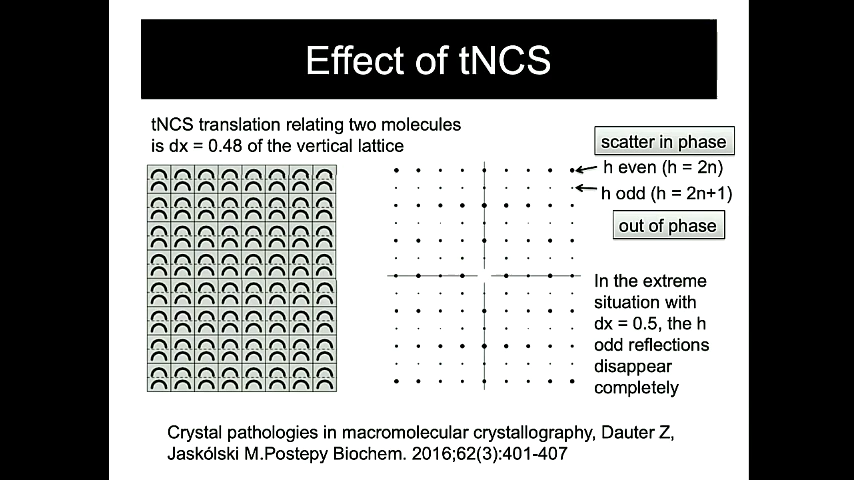 Effect of tNCS
tNCS translation relating two molecules
is dx = 0.48 of the vertical lattice
scatter in phase
h even (h = 2n)
h odd (h = 2n+1)
out of phase
In the extreme
situation with
dx = 0.5, the h
odd reflections
disappear
completely
Crystal pathologies in macromolecular crystallography, Dauter Z,
Jaskólski M.Postepy Biochem. 2016;62(3):401-407